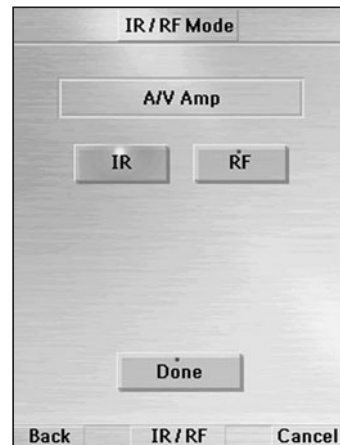 IR / RF Mode
A/V Amp
IR RF
Done
Back IR / RF Cancel